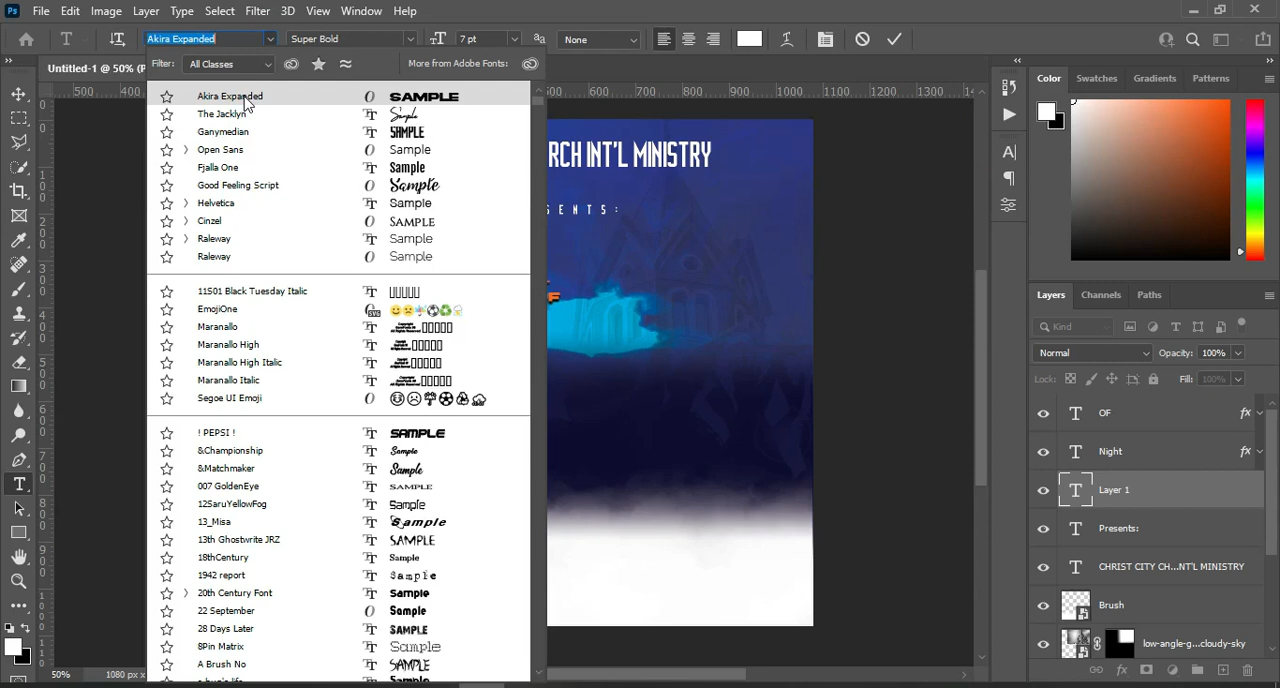 Ps File Edit Image Layer Type Select Filter 3D View Window Help
Akira Expanded Super Bold 7 pt aa None
Untitled-1 @ 50% (P
Filter: All Classes More from Adobe Fonts:
Akira Expanded SAMPLE
The Jacklyn Sample
Ganymedian SAMPLE
Open Sans Sample
Fjalla One Sample
Good Feeling Script Sample
Helvetica Sample
Cinzel SAMPLE
Raleway Sample
Raleway Sample
11S01 Black Tuesday Italic
EmojiOne
Maranallo
Maranallo High
Maranallo High Italic
Maranallo Italic
Segoe UI Emoji
! PEPSI ! SAMPLE
&Championship Sample
&Matchmaker Sample
007 GoldenEye SAMPLE
12SaruYellowFog Sample
13_Misa Sample
13th Ghostwrite JRZ SAMPLE
18thCentury Sample
1942 report Sample
20th Century Font Sample
22 September Sample
28 Days Later SAMPLE
8Pin Matrix Sample
A Brush No SAMPLE
500 400 500 600 700 800 900 1000 1100 1200 1300
RCH INT'L MINISTRY
SENTS:
F
50% 1080 px
Color Swatches Gradients Patterns
Layers Channels Paths
Kind
Normal Opacity: 100%
Lock: Fill: 100%
OF fx
Night fx
Layer 1
Presents:
CHRIST CITY CH...NT'L MINISTRY
Brush
low-angle-g...cloudy-sky